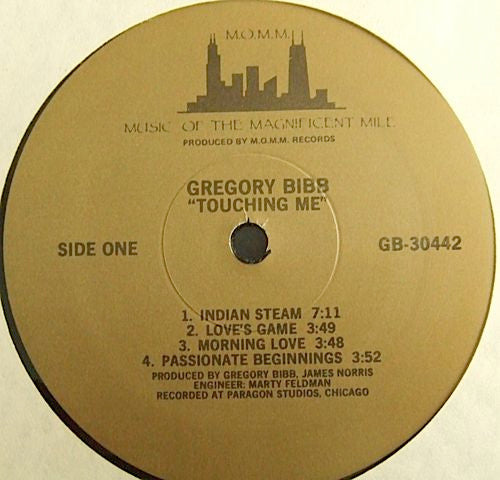 M.O.M.M.
MUSIC OF THE MAGNIFICENT MILE
PRODUCED BY M.O.M.M. RECORDS
GREGORY BIBB
"TOUCHING ME"
SIDE ONE
GB-30442
1. INDIAN STEAM 7:11
2. LOVE'S GAME 3:49
3. MORNING LOVE 3:48
4. PASSIONATE BEGINNINGS 3:52
PRODUCED BY GREGORY BIBB, JAMES NORRIS
ENGINEER: MARTY FELDMAN
RECORDED AT PARAGON STUDIOS, CHICAGO